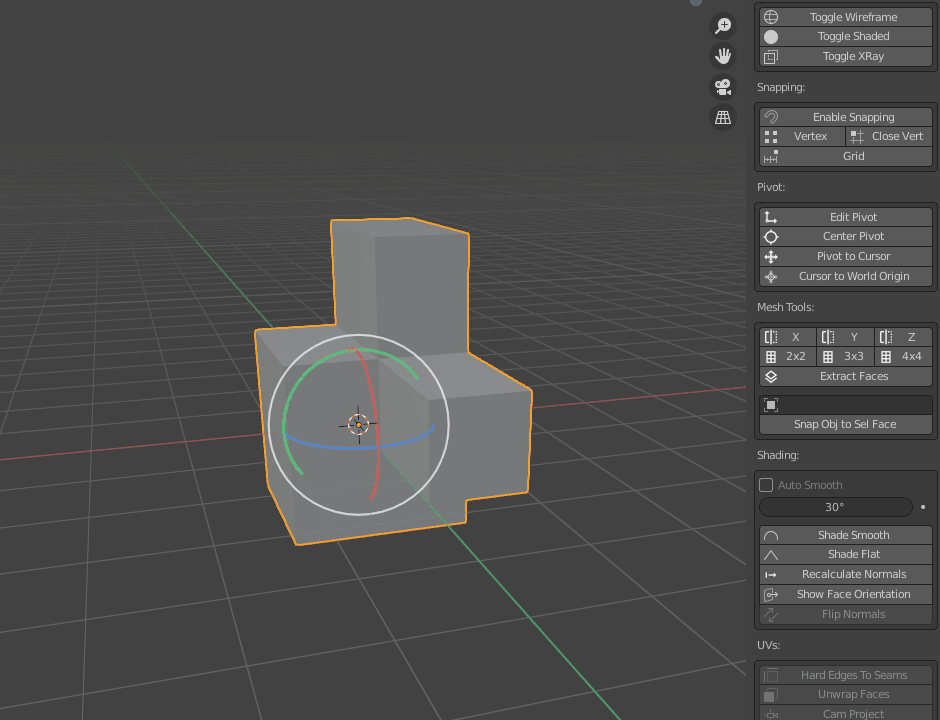 Toggle Wireframe
Toggle Shaded
Toggle XRay
Snapping:
Enable Snapping
Vertex Close Vert
Grid
Pivot:
Edit Pivot
Center Pivot
Pivot to Cursor
Cursor to World Origin
Mesh Tools:
X Y Z
2x2 3x3 4x4
Extract Faces
Snap Obj to Sel Face
Shading:
Auto Smooth
30°
Shade Smooth
Shade Flat
Recalculate Normals
Show Face Orientation
Flip Normals
UVs:
Hard Edges To Seams
Unwrap Faces
Cam Project